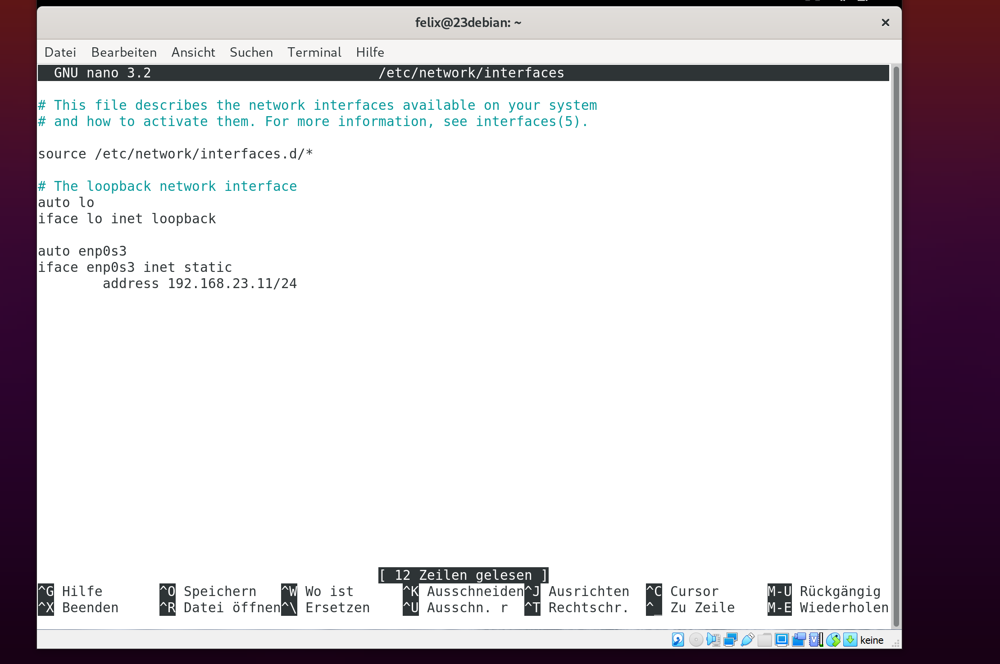 felix@23debian: ~
Datei Bearbeiten Ansicht Suchen Terminal Hilfe
GNU nano 3.2 /etc/network/interfaces
# This file describes the network interfaces available on your system
# and how to activate them. For more information, see interfaces(5).
source /etc/network/interfaces.d/*
# The loopback network interface
auto lo
iface lo inet loopback
auto enp0s3
iface enp0s3 inet static
address 192.168.23.11/24
[ 12 Zeilen gelesen ]
^G Hilfe ^O Speichern ^W Wo ist ^K Ausschneiden ^J Ausrichten ^C Cursor M-U Rückgängig
^X Beenden ^R Datei öffnen ^\ Ersetzen ^U Ausschn. r ^T Rechtschr. ^_ Zu Zeile M-E Wiederholen
keine